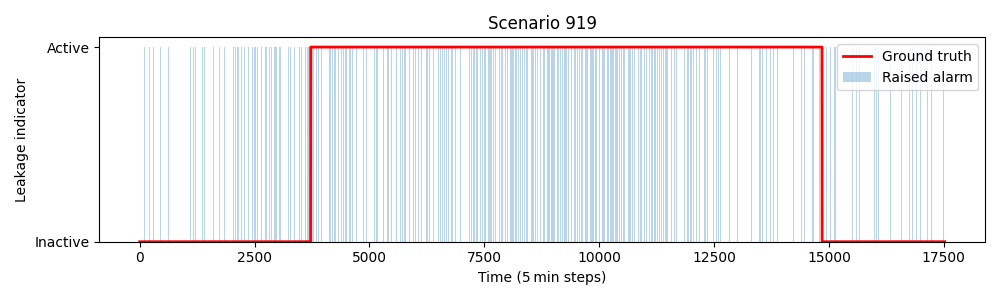 Scenario 919
Active
Inactive
Leakage indicator
Ground truth
Raised alarm
0 2500 5000 7500 10000 12500 15000 17500
Time (5 min steps)